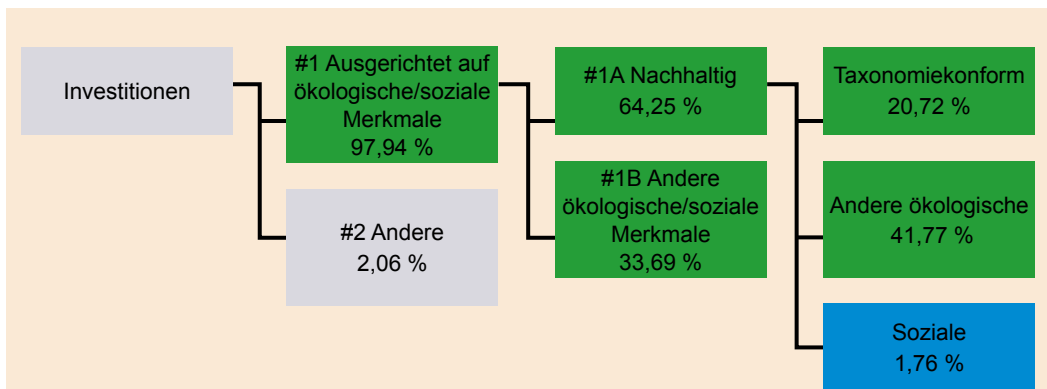 Investitionen
#1 Ausgerichtet auf
ökologische/soziale
Merkmale
97,94 %
#2 Andere
2,06 %
#1A Nachhaltig
64,25 %
#1B Andere
ökologische/soziale
Merkmale
33,69 %
Taxonomiekonform
20,72 %
Andere ökologische
41,77 %
Soziale
1,76 %